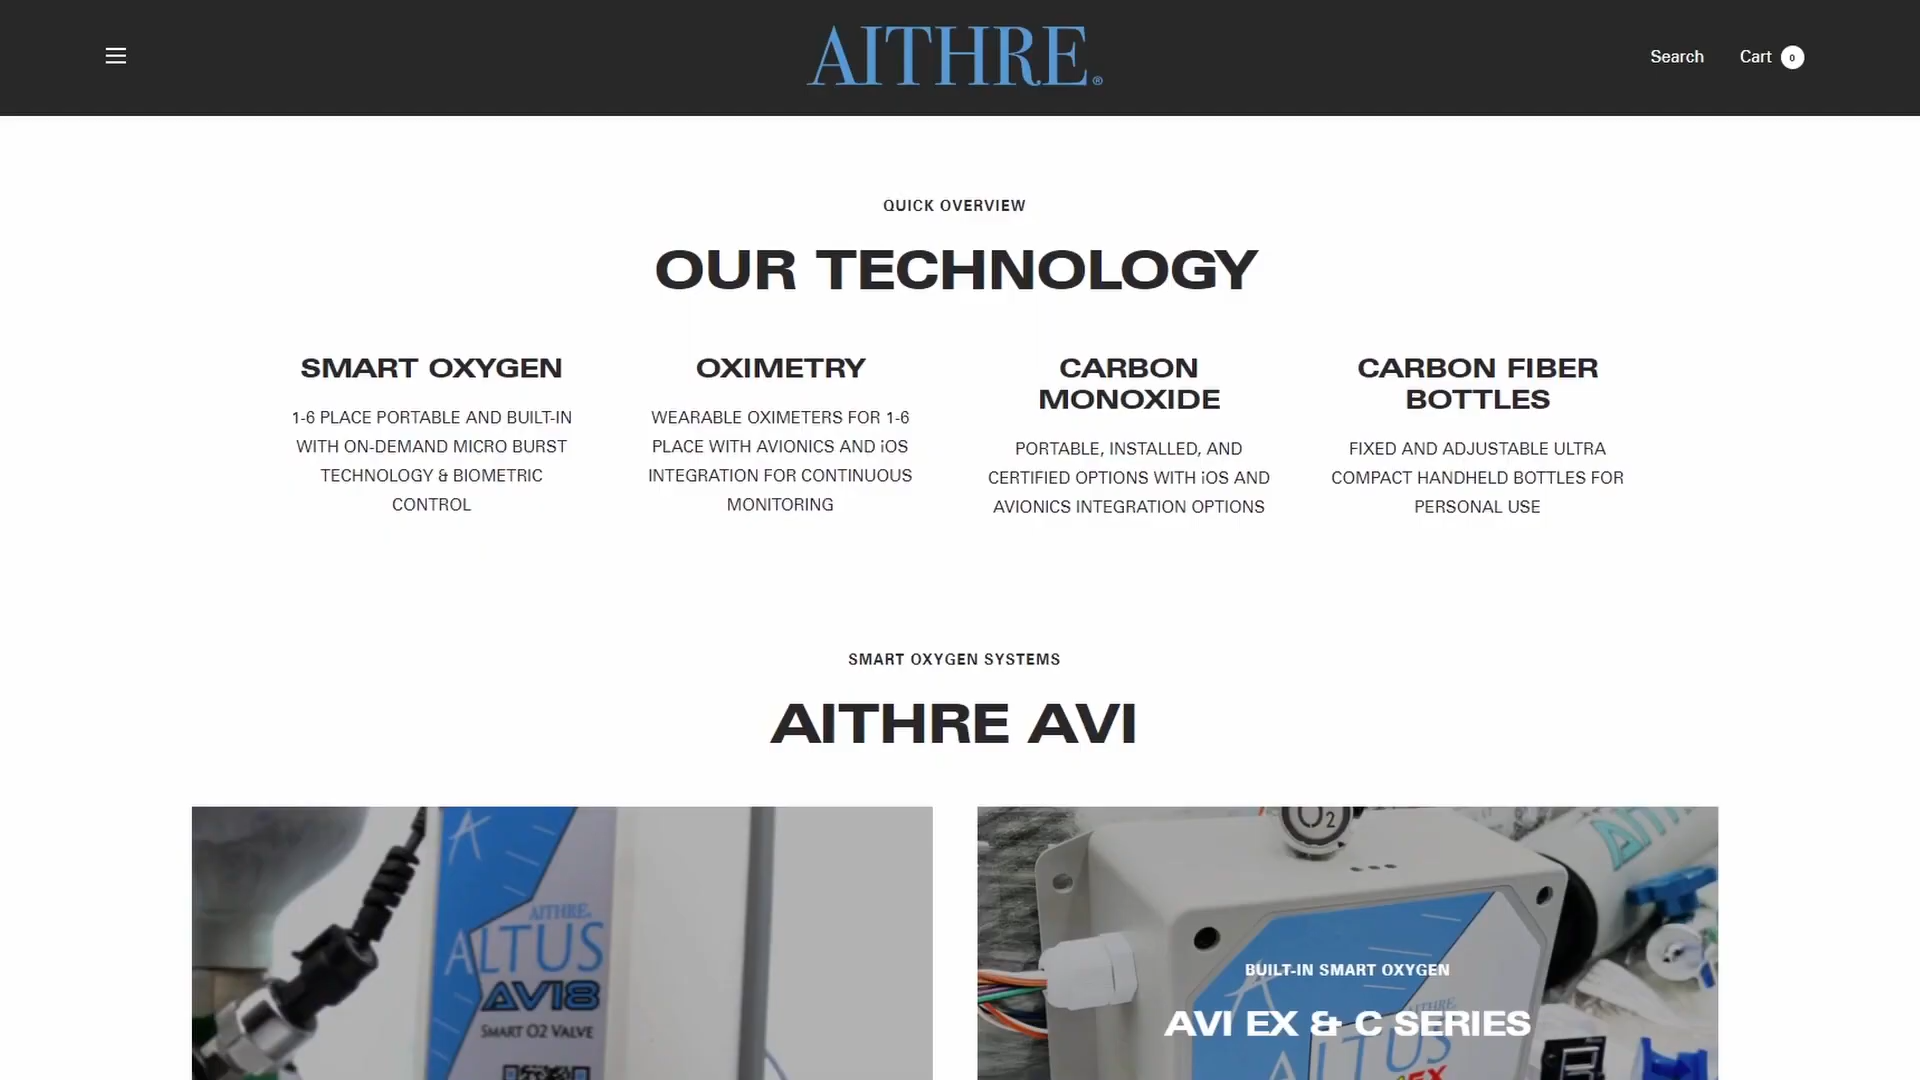 AITHRE®
Search
Cart 0
QUICK OVERVIEW
OUR TECHNOLOGY
SMART OXYGEN
1-6 PLACE PORTABLE AND BUILT-IN
WITH ON-DEMAND MICRO BURST
TECHNOLOGY & BIOMETRIC
CONTROL
OXIMETRY
WEARABLE OXIMETERS FOR 1-6
PLACE WITH AVIONICS AND iOS
INTEGRATION FOR CONTINUOUS
MONITORING
CARBON
MONOXIDE
PORTABLE, INSTALLED, AND
CERTIFIED OPTIONS WITH iOS AND
AVIONICS INTEGRATION OPTIONS
CARBON FIBER
BOTTLES
FIXED AND ADJUSTABLE ULTRA
COMPACT HANDHELD BOTTLES FOR
PERSONAL USE
SMART OXYGEN SYSTEMS
AITHRE AVI
AITHRE
ALTUS
AVI8
SMART O2 VALVE
O2
BUILT-IN SMART OXYGEN
AITHRE
AVI EX & C SERIES
ALTUS
EX